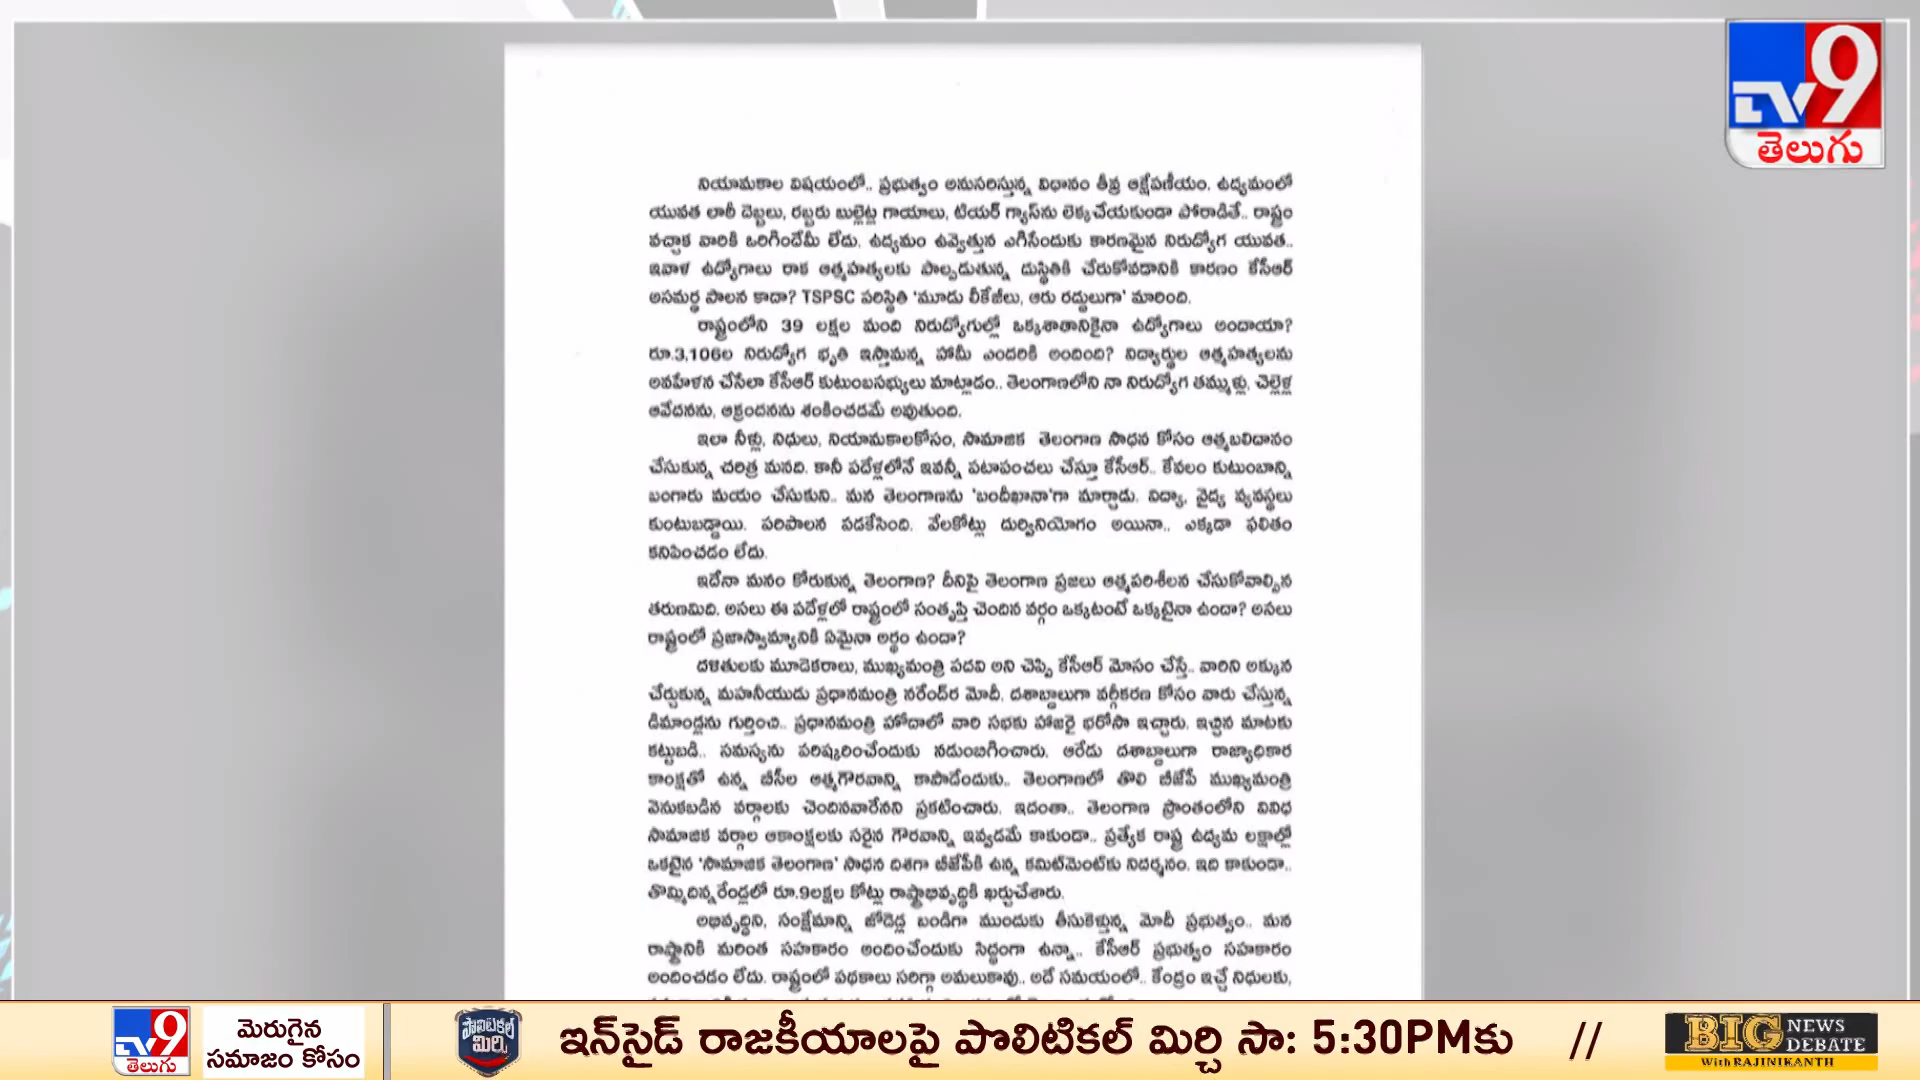 TV9
తెలుగు
నియామకాల విషయంలో.. ప్రభుత్వం అనుసరిస్తున్న విధానం తీవ్ర ఆక్షేపణీయం. ఉద్యమంలో
యువత లాఠీ దెబ్బలు, రబ్బరు బుల్లెట్ల గాయాలు, టియర్ గ్యాస్‌ను లెక్కచేయకుండా పోరాడితే.. రాష్ట్రం
వచ్చాక వారికి ఒరిగిందేమీ లేదు. ఉద్యమం ఉవ్వెత్తున ఎగిసేందుకు కారణమైన నిరుద్యోగ యువత..
ఇవాళ ఉద్యోగాలు రాక ఆత్మహత్యలకు పాల్పడుతున్న దుస్థితికి చేరుకోవడానికి కారణం కేసీఆర్
అసమర్థ పాలన కాదా? TSPSC పరిస్థితి 'మూడు లీకేజీలు, ఆరు రద్దులుగా' మారింది.
రాష్ట్రంలోని 39 లక్షల మంది నిరుద్యోగుల్లో ఒక్కశాతానికైనా ఉద్యోగాలు అందాయా?
రూ.3,106ల నిరుద్యోగ భృతి ఇస్తామన్న హామీ ఎందరికి అందింది? విద్యార్థుల ఆత్మహత్యలను
అవహేళన చేసేలా కేసీఆర్ కుటుంబసభ్యులు మాట్లాడం.. తెలంగాణలోని నా నిరుద్యోగ తమ్ముళ్లు, చెల్లెళ్ల
ఆవేదనను, ఆక్రందనను శంకించడమే అవుతుంది.
ఇలా నీళ్లు, నిధులు, నియామకాలకోసం, సామాజిక తెలంగాణ సాధన కోసం ఆత్మబలిదానం
చేసుకున్న చరిత్ర మనది. కానీ పదేళ్లలోనే ఇవన్నీ పటాపంచలు చేస్తూ కేసీఆర్.. కేవలం కుటుంబాన్ని
బంగారు మయం చేసుకుని.. మన తెలంగాణను 'బందీఖానా'గా మార్చాడు. విద్యా, వైద్య వ్యవస్థలు
కుంటుబడ్డాయి. పరిపాలన పడకేసింది. వేలకోట్లు దుర్వినియోగం అయినా.. ఎక్కడా ఫలితం
కనిపించడం లేదు.
ఇదేనా మనం కోరుకున్న తెలంగాణ? దీనిపై తెలంగాణ ప్రజలు ఆత్మపరిశీలన చేసుకోవాల్సిన
తరుణమిది. అసలు ఈ పదేళ్లలో రాష్ట్రంలో సంతృప్తి చెందిన వర్గం ఒక్కటంటే ఒక్కటైనా ఉందా? అసలు
రాష్ట్రంలో ప్రజాస్వామ్యానికి ఏమైనా అర్థం ఉందా?
దళితులకు మూడెకరాలు, ముఖ్యమంత్రి పదవి అని చెప్పి కేసీఆర్ మోసం చేస్తే.. వారిని అక్కున
చేర్చుకున్న మహనీయుడు ప్రధానమంత్రి నరేంద్ర మోదీ. దశాబ్దాలుగా వర్గీకరణ కోసం వారు చేస్తున్న
డిమాండ్లను గుర్తించి.. ప్రధానమంత్రి హోదాలో వారి సభకు హాజరై భరోసా ఇచ్చారు. ఇచ్చిన మాటకు
కట్టుబడి.. సమస్యను పరిష్కరించేందుకు నడుంబిగించారు. ఆరేడు దశాబ్దాలుగా రాజ్యాధికార
కాంక్షతో ఉన్న బీసీల ఆత్మగౌరవాన్ని కాపాడేందుకు.. తెలంగాణలో తొలి బీజేపీ ముఖ్యమంత్రి
వెనుకబడిన వర్గాలకు చెందినవారేనని ప్రకటించారు. ఇదంతా.. తెలంగాణ ప్రాంతంలోని వివిధ
సామాజిక వర్గాల ఆకాంక్షలకు సరైన గౌరవాన్ని ఇవ్వడమే కాకుండా.. ప్రత్యేక రాష్ట్ర ఉద్యమ లక్షాల్లో
ఒకటైన 'సామాజిక తెలంగాణ' సాధన దిశగా బీజేపీకి ఉన్న కమిట్‌మెంట్‌కు నిదర్శనం. ఇది కాకుండా..
తొమ్మిదిన్నరేండ్లలో రూ.9లక్షల కోట్లు రాష్ట్రాభివృద్ధికి ఖర్చుచేశారు.
అభివృద్ధిని, సంక్షేమాన్ని జోడెడ్ల బండిగా ముందుకు తీసుకెళ్తున్న మోదీ ప్రభుత్వం.. మన
రాష్ట్రానికి మరింత సహకారం అందించేందుకు సిద్ధంగా ఉన్నా.. కేసీఆర్ ప్రభుత్వం సహకారం
అందించడం లేదు. రాష్ట్రంలో పథకాలు సరిగ్గా అమలుకావు.. అదే సమయంలో.. కేంద్రం ఇచ్చే నిధులకు,
TV9 తెలుగు
మెరుగైన
సమాజం కోసం
పొలిటికల్ మిర్చి
ఇన్‌సైడ్ రాజకీయాలపై పొలిటికల్ మిర్చి సా: 5:30PMకు //
BIG NEWS DEBATE
With RAJINIKANTH